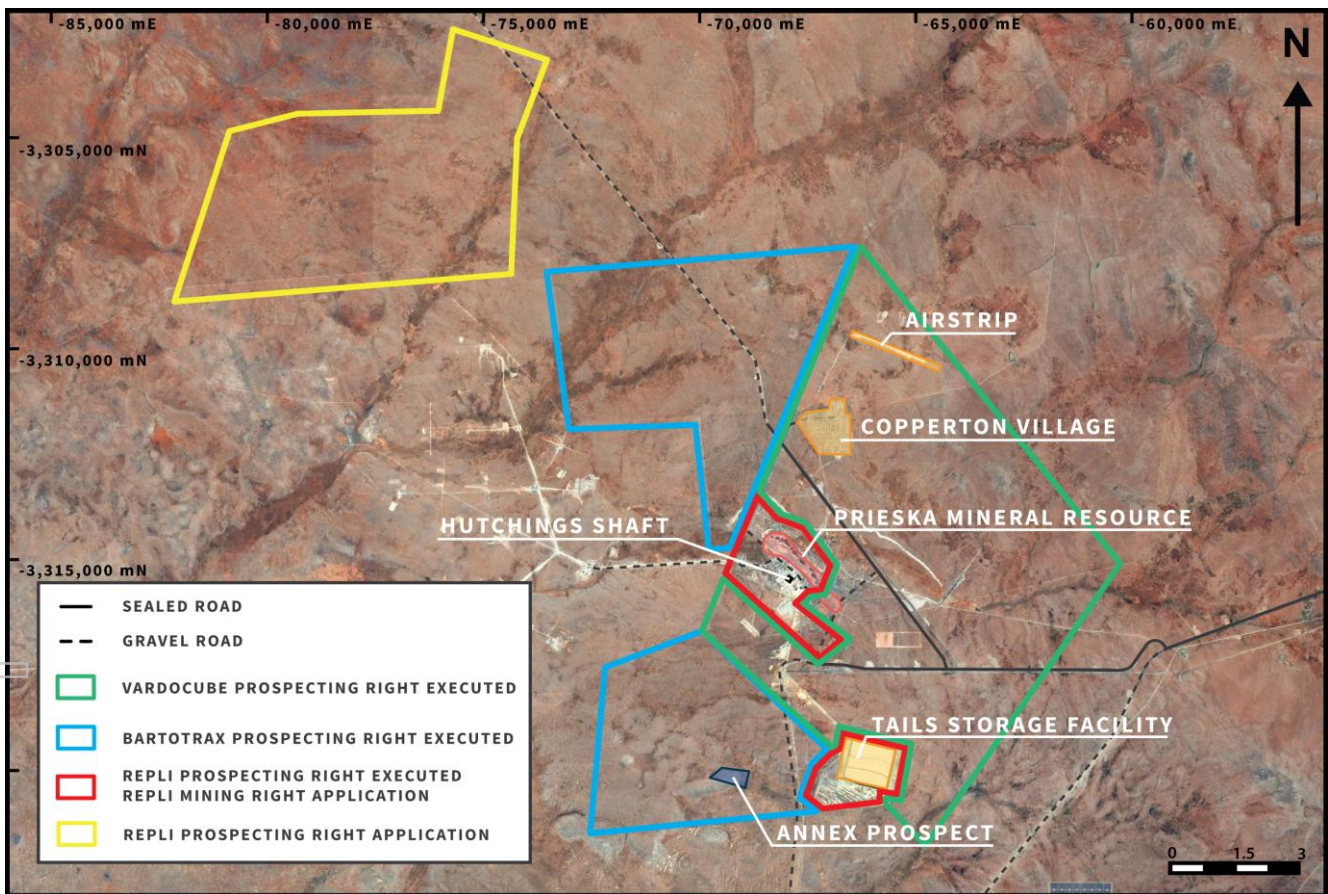 -85,000 mE
-80,000 mE
-75,000 mE
-70,000 mE
-65,000 mE
-60,000 mE
N
-3,305,000 mN
-3,310,000 mN
-3,315,000 mN
AIRSTRIP
COPPERTON VILLAGE
HUTCHINGS SHAFT
PRIESKA MINERAL RESOURCE
TAILS STORAGE FACILITY
ANNEX PROSPECT
SEALED ROAD
GRAVEL ROAD
VARDOCUBE PROSPECTING RIGHT EXECUTED
BARTOTRAX PROSPECTING RIGHT EXECUTED
REPLI PROSPECTING RIGHT EXECUTED
REPLI MINING RIGHT APPLICATION
REPLI PROSPECTING RIGHT APPLICATION
0 1.5 3